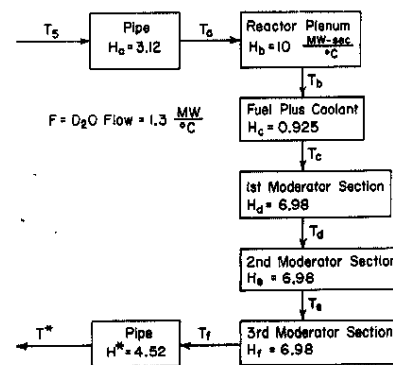 T5
Pipe
Ha = 3.12
Ta
Reactor Plenum
Hb = 10 MW-sec/°C
Tb
F = D2O Flow = 1.3 MW/°C
Fuel Plus Coolant
Hc = 0.925
Tc
1st Moderator Section
Hd = 6.98
Td
2nd Moderator Section
He = 6.98
Te
T*
Pipe
H* = 4.52
Tf
3rd Moderator Section
Hf = 6.98